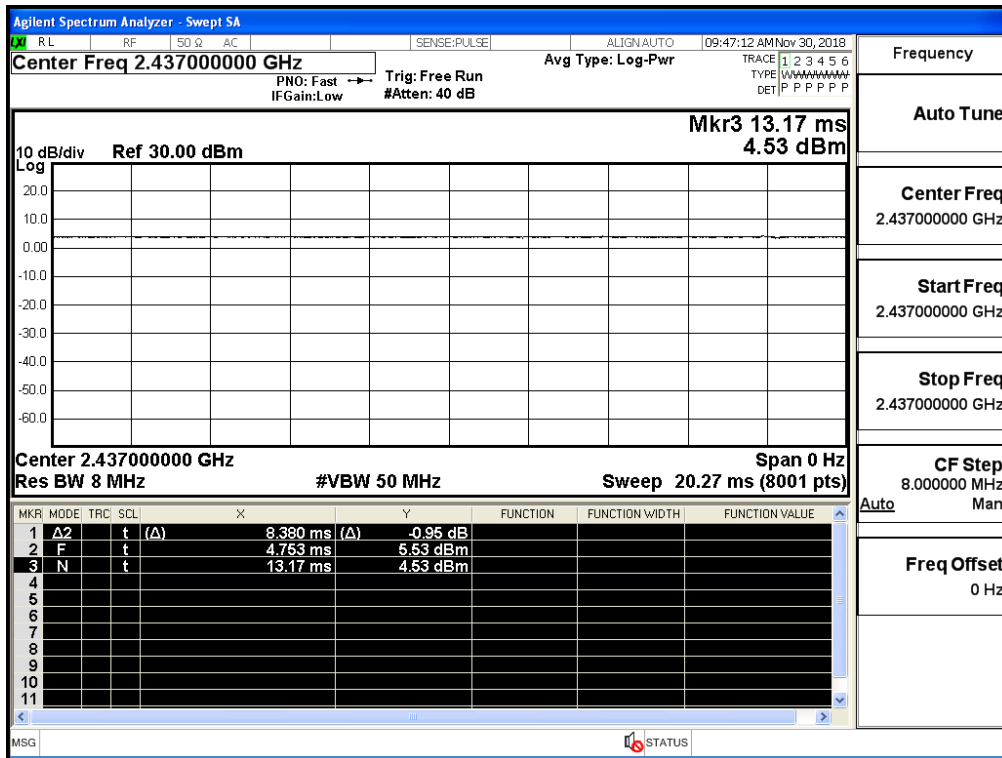 Agilent Spectrum Analyzer - Swept SA
LXI RL RF 50 Ω AC SENSE:PULSE ALIGN AUTO 09:47:12 AM Nov 30, 2018
Center Freq 2.437000000 GHz
PNO: Fast
IFGain:Low
Trig: Free Run
#Atten: 40 dB
Avg Type: Log-Pwr
TRACE 1 2 3 4 5 6
TYPE WWWWWW
DET P P P P P P
Mkr3 13.17 ms
4.53 dBm
10 dB/div Ref 30.00 dBm
Log
20.0
10.0
0.00
-10.0
-20.0
-30.0
-40.0
-50.0
-60.0
Center 2.437000000 GHz Span 0 Hz
Res BW 8 MHz #VBW 50 MHz Sweep 20.27 ms (8001 pts)
MKR MODE TRC SCL X Y FUNCTION FUNCTION WIDTH FUNCTION VALUE
1 Δ2 t (Δ) 8.380 ms (Δ) -0.95 dB
2 F t 4.753 ms 5.53 dBm
3 N t 13.17 ms 4.53 dBm
4
5
6
7
8
9
10
11
MSG STATUS
Frequency
Auto Tune
Center Freq
2.437000000 GHz
Start Freq
2.437000000 GHz
Stop Freq
2.437000000 GHz
CF Step
8.000000 MHz
Auto Man
Freq Offset
0 Hz